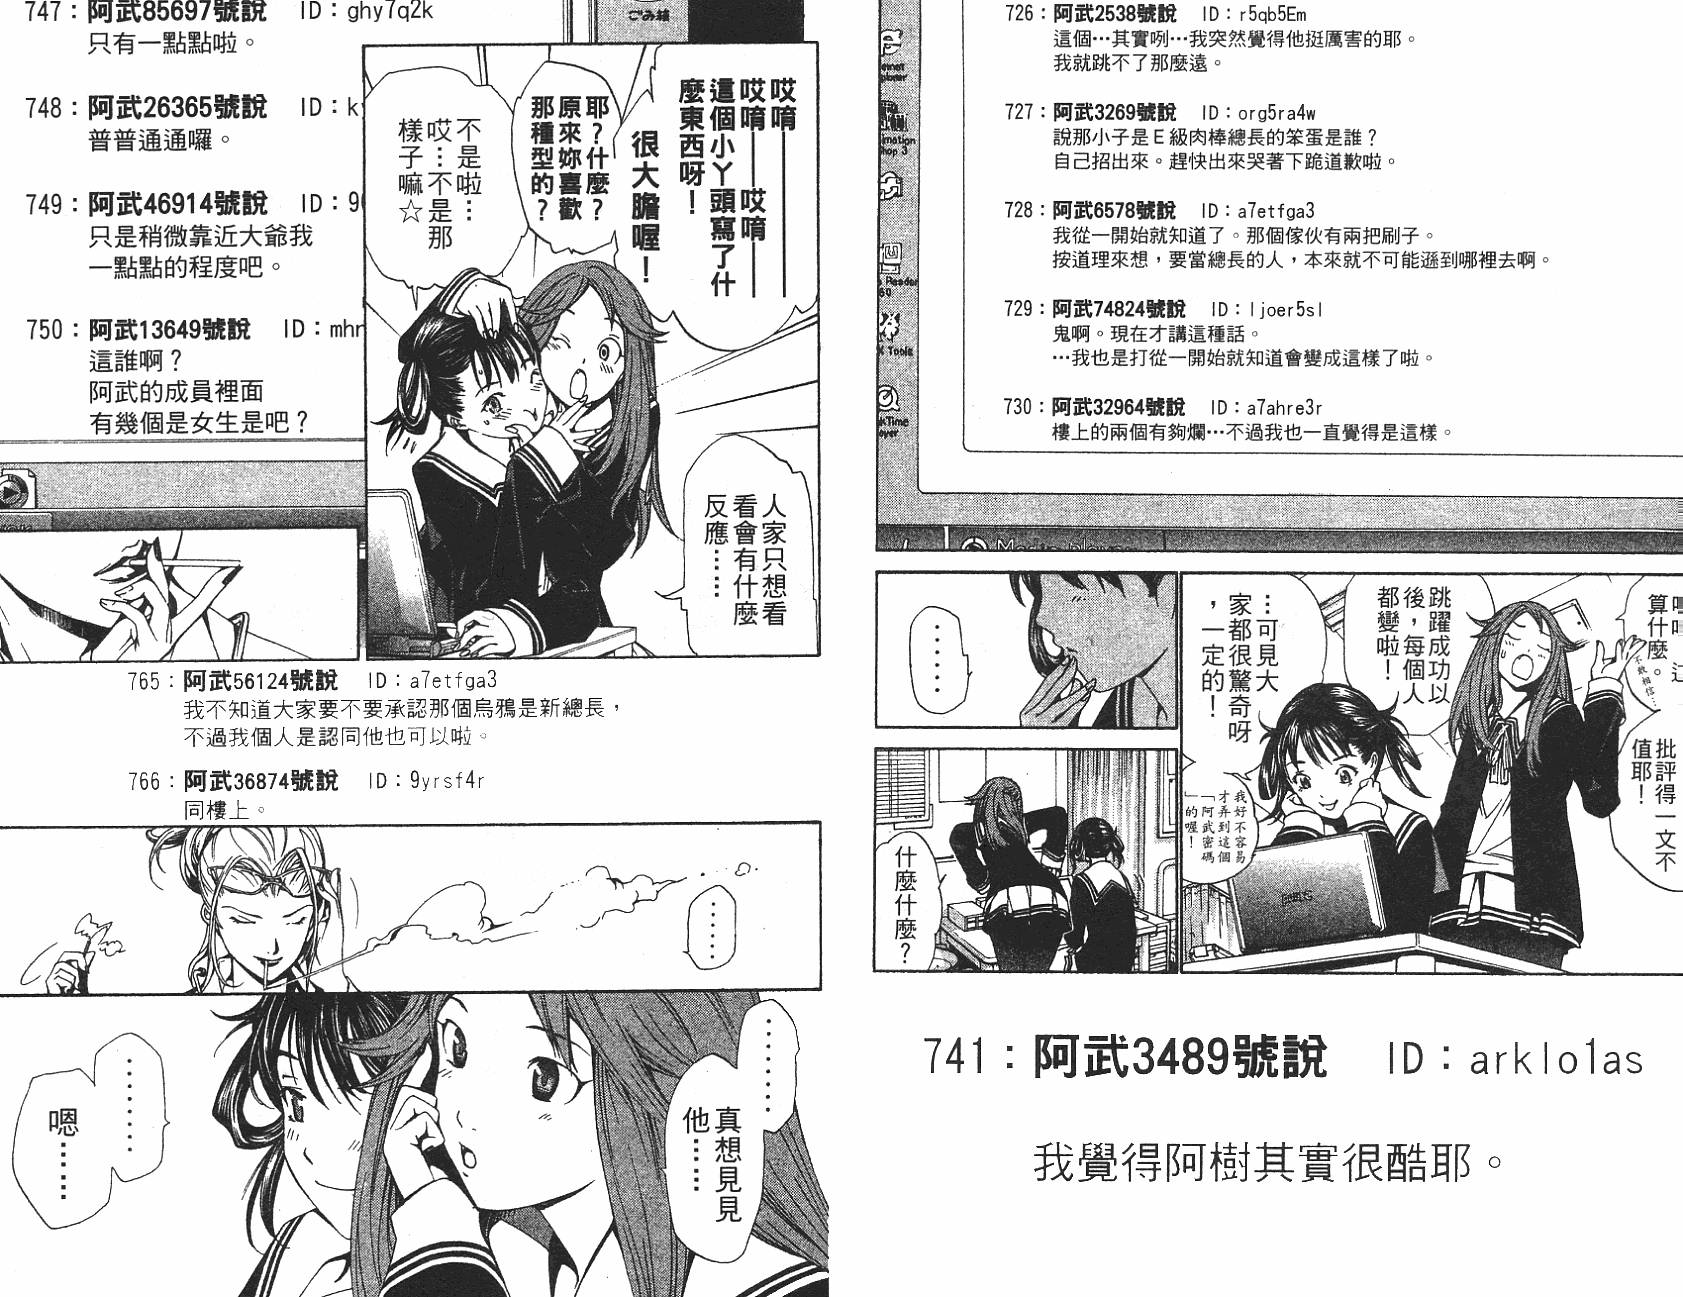 726：阿武2538號說　ID：r5qb5Em
這個…其實咧…我突然覺得他挺厲害的耶。
我就跳不了那麼遠。
727：阿武3269號說　ID：org5ra4w
說那小子是Ｅ級肉棒總長的笨蛋是誰？
自己招出來。趕快出來哭著下跪道歉啦。
728：阿武6578號說　ID：a7etfga3
我從一開始就知道了。那個傢伙有兩把刷子。
按道理來想，要當總長的人，本來就不可能遜到哪裡去啊。
729：阿武74824號說　ID：ljoer5sl
鬼啊。現在才講這種話。
…我也是打從一開始就知道會變成這樣了啦。
730：阿武32964號說　ID：a7ahre3r
樓上的兩個有夠爛…不過我也一直覺得是這樣。
算什麼。
不敢相信…
批評得一文不
值耶！
跳躍成功以
後，每個人
都變啦！
…可見大
家都很驚奇呀
，一定的！
我好不容易
才弄到這個
「阿武密碼
」的喔！
……
什麼什麼？
741：阿武3489號說　ID：arklo1as
我覺得阿樹其實很酷耶。
747：阿武85697號說　ID：ghy7q2k
只有一點點啦。
748：阿武26365號說　ID：k
普普通通囉。
749：阿武46914號說　ID：9
只是稍微靠近大爺我
一點點的程度吧。
750：阿武13649號說　ID：mhn
這誰啊？
阿武的成員裡面
有幾個是女生是吧？
ごみ箱
哎唷——
哎唷——哎唷——
這個小丫頭寫了什
麼東西呀！
很大膽喔！
耶？什麼？
原來妳喜歡
那種型的？
不是啦…
哎…不是那
樣子嘛☆
人家只想看
看會有什麼
反應……
765：阿武56124號說　ID：a7etfga3
我不知道大家要不要承認那個烏鴉是新總長，
不過我個人是認同他也可以啦。
766：阿武36874號說　ID：9yrsf4r
同樓上。
……
………
真想見見
他……
………
嗯……